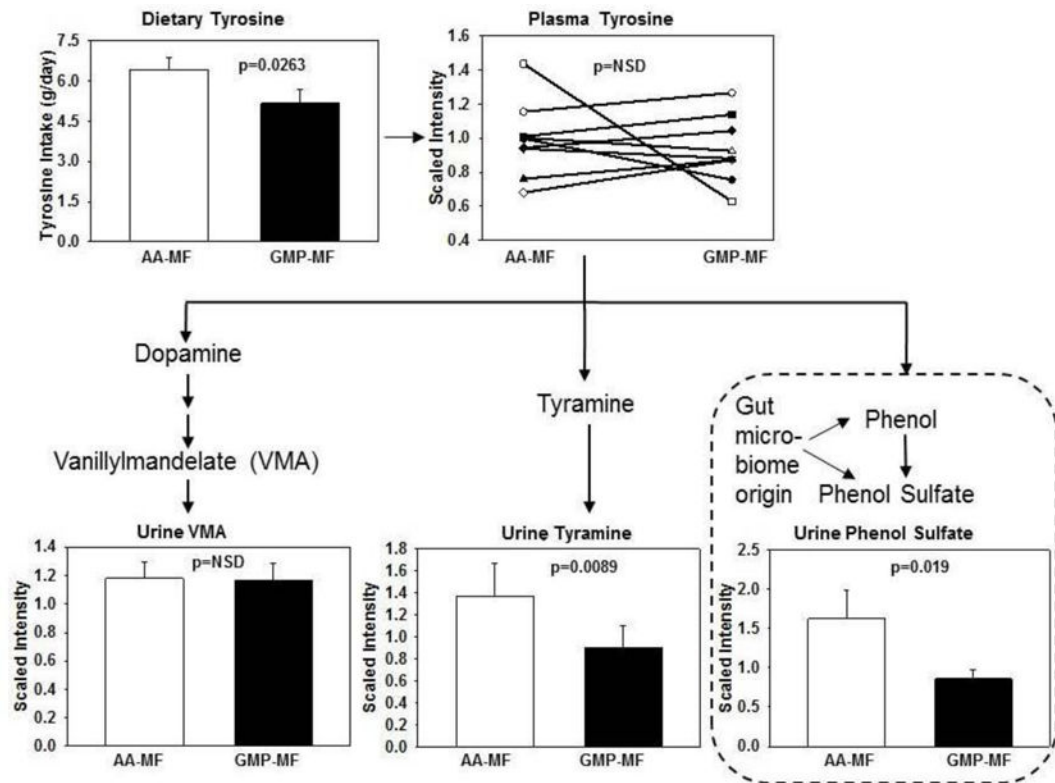 Dietary Tyrosine
Tyrosine Intake (g/day)
7.5
6.0
4.5
3.0
1.5
0.0
p=0.0263
AA-MF GMP-MF
Plasma Tyrosine
Scaled Intensity
1.6
1.4
1.2
1.0
0.8
0.6
0.4
p=NSD
AA-MF GMP-MF
Dopamine
Vanillylmandelate (VMA)
Tyramine
Gut
micro-
biome
origin
Phenol
Phenol Sulfate
Urine VMA
Scaled Intensity
1.4
1.2
1.0
0.8
0.6
0.4
0.2
0.0
p=NSD
AA-MF GMP-MF
Urine Tyramine
Scaled Intensity
1.8
1.6
1.4
1.2
1.0
0.8
0.6
0.4
0.2
0.0
p=0.0089
AA-MF GMP-MF
Urine Phenol Sulfate
Scaled Intensity
2.5
2.0
1.5
1.0
0.5
0.0
p=0.019
AA-MF GMP-MF